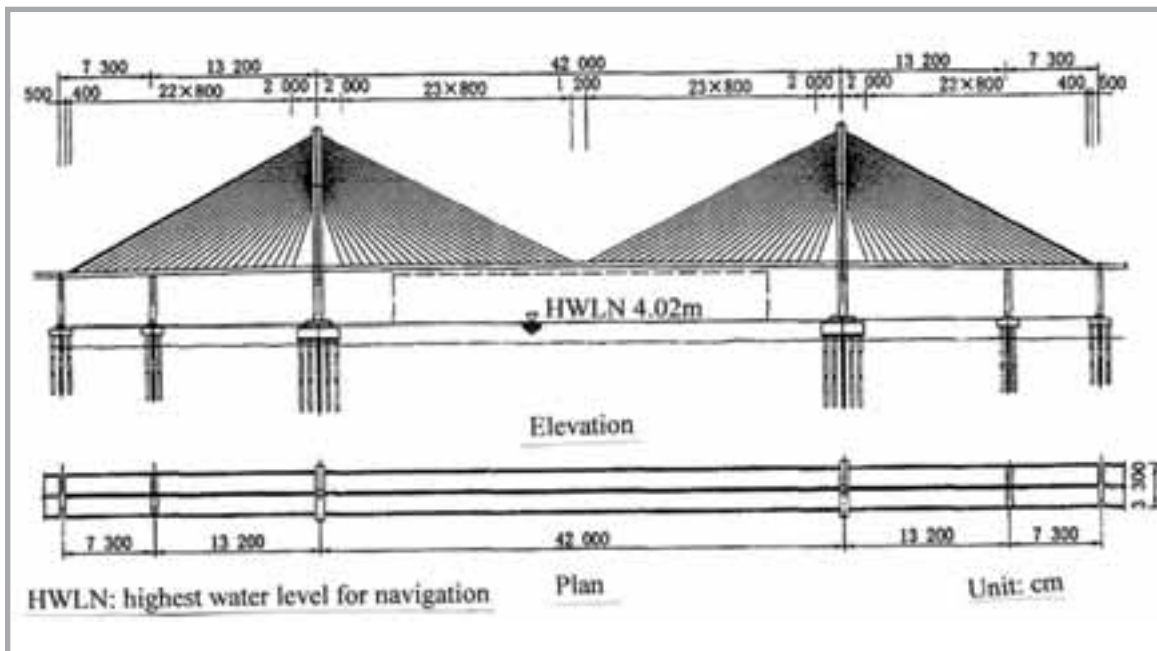 7 300 13 200 42 000 13 200 7 300
500 400 22×800 2 000 2 000 23×800 1 200 23×800 2 000 2 000 22×800 400 500
HWLN 4.02m
Elevation
3 300
7 300 13 200 42 000 13 200 7 300
HWLN: highest water level for navigation
Plan
Unit: cm